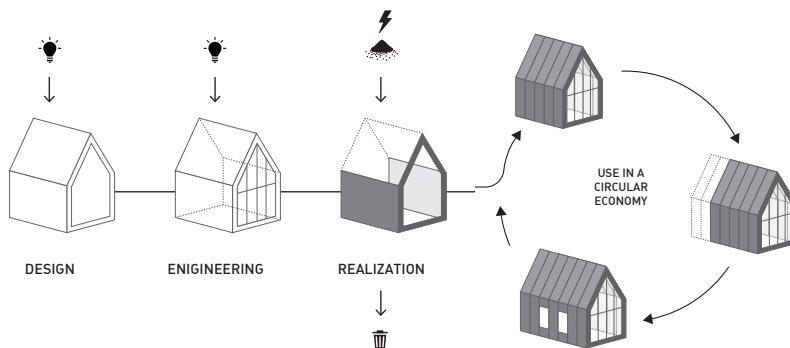 USE IN A
CIRCULAR
ECONOMY
DESIGN
ENIGINEERING
REALIZATION